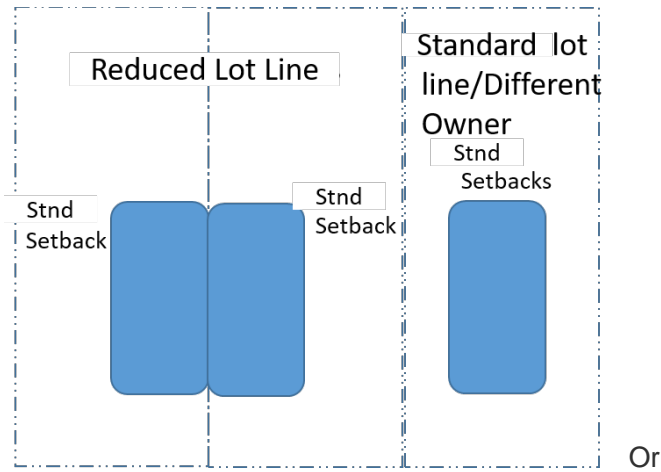 Reduced Lot Line
Standard lot
line/Different
Owner
Stnd
Setbacks
Stnd
Setback
Stnd
Setback
Or